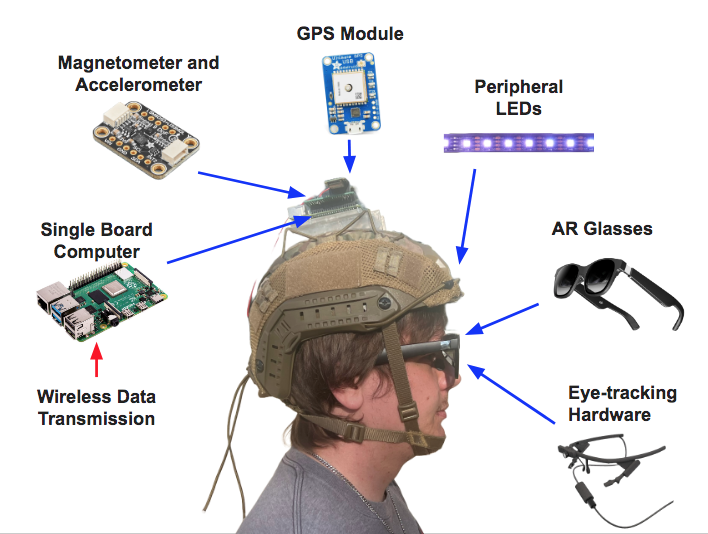 GPS Module
Magnetometer and
Accelerometer
Peripheral
LEDs
Single Board
Computer
AR Glasses
Wireless Data
Transmission
Eye-tracking
Hardware